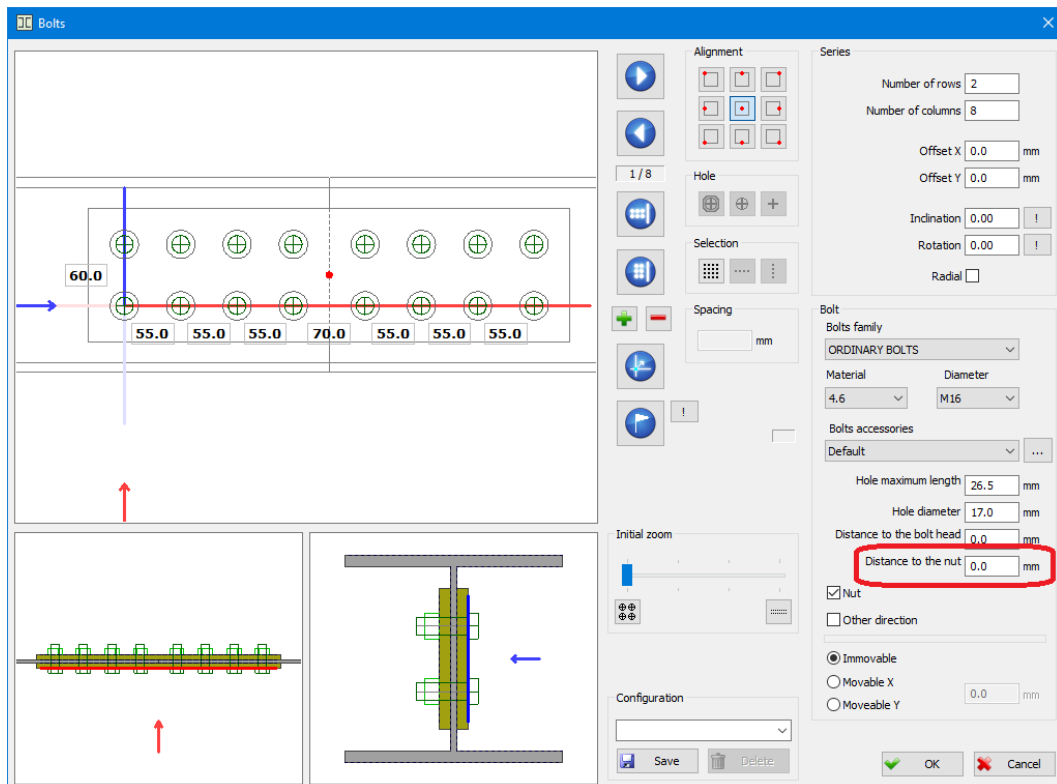 Bolts
60.0
55.0 55.0 55.0 70.0 55.0 55.0 55.0
1 / 8
Alignment
Hole
Selection
Spacing
mm
!
Initial zoom
Configuration
Save
Delete
Series
Number of rows 2
Number of columns 8
Offset X 0.0 mm
Offset Y 0.0 mm
Inclination 0.00 !
Rotation 0.00 !
Radial
Bolt
Bolts family
ORDINARY BOLTS
Material Diameter
4.6 M16
Bolts accessories
Default ...
Hole maximum length 26.5 mm
Hole diameter 17.0 mm
Distance to the bolt head 0.0 mm
Distance to the nut 0.0 mm
Nut
Other direction
Immovable
Movable X
0.0 mm
Moveable Y
OK
Cancel